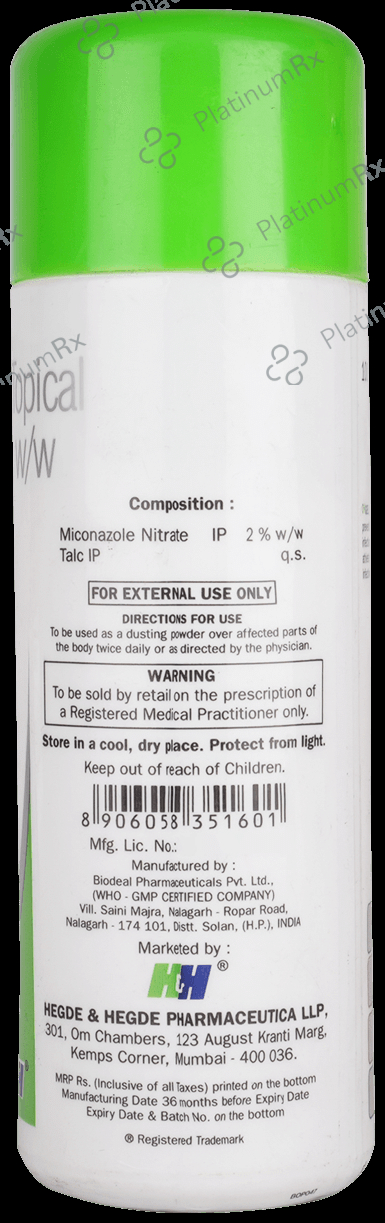 PlatinumRx
PlatinumRx
PlatinumRx
PlatinumRx
opical
w/w
Composition :
Miconazole Nitrate IP 2 % w/w
Talc IP q.s.
FOR EXTERNAL USE ONLY
DIRECTIONS FOR USE
To be used as a dusting powder over affected parts of
the body twice daily or as directed by the physician.
WARNING
To be sold by retail on the prescription of
a Registered Medical Practitioner only.
Store in a cool, dry place. Protect from light.
Keep out of reach of Children.
8 906058 351601
Mfg. Lic. No.:
Manufactured by :
Biodeal Pharmaceuticals Pvt. Ltd.,
(WHO - GMP CERTIFIED COMPANY)
Vill. Saini Majra, Nalagarh - Ropar Road,
Nalagarh - 174 101, Distt. Solan, (H.P.), INDIA
Marketed by :
H&H ®
HEGDE & HEGDE PHARMACEUTICA LLP,
301, Om Chambers, 123 August Kranti Marg,
Kemps Corner, Mumbai - 400 036.
MRP Rs. (Inclusive of all Taxes) printed on the bottom
Manufacturing Date 36 months before Expiry Date
Expiry Date & Batch No. on the bottom
® Registered Trademark